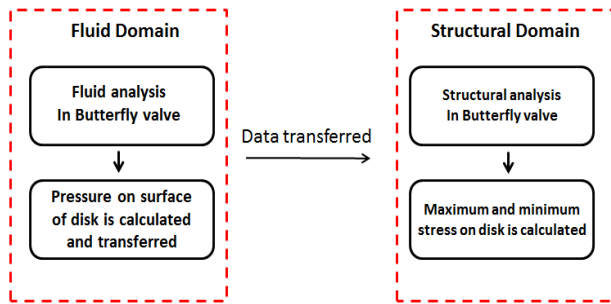 Fluid Domain
Fluid analysis
In Butterfly valve
Pressure on surface
of disk is calculated
and transferred
Data transferred
Structural Domain
Structural analysis
In Butterfly valve
Maximum and minimum
stress on disk is calculated